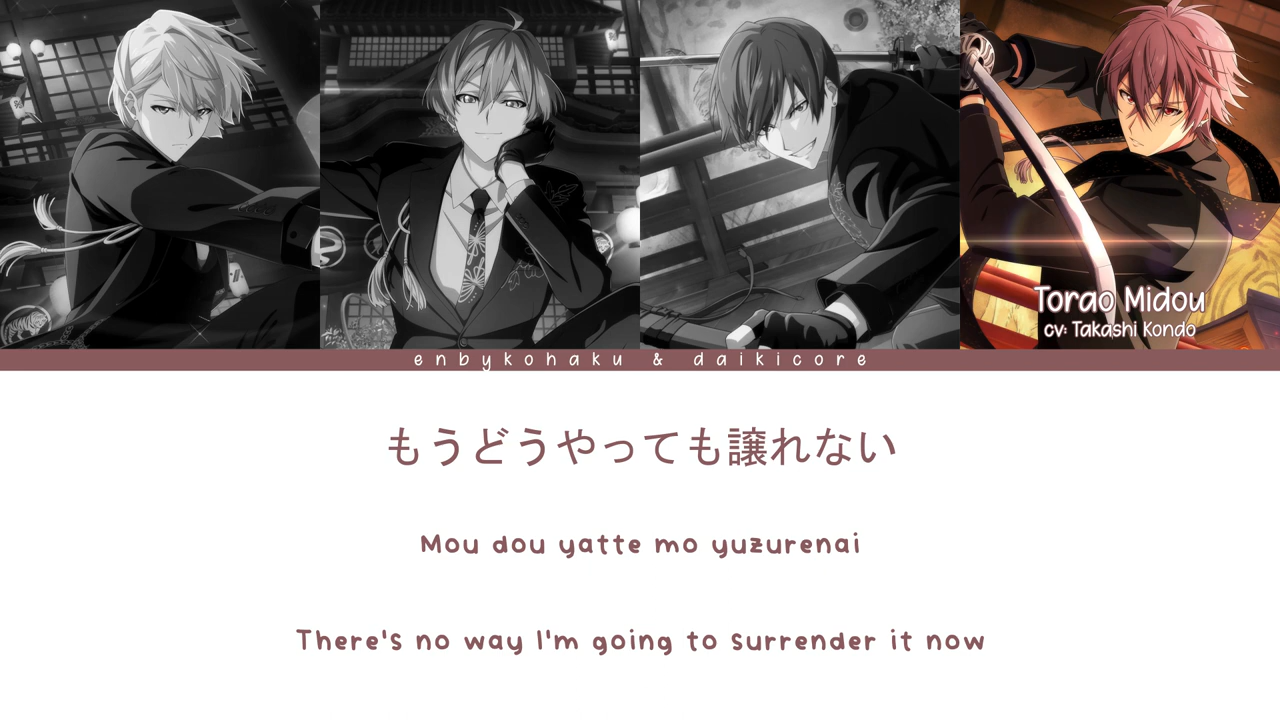 Torao Midou
cv: Takashi Kondo
enbykohaku & daikicore
もうどうやっても譲れない
Mou dou yatte mo yuzurenai
There's no way I'm going to surrender it now